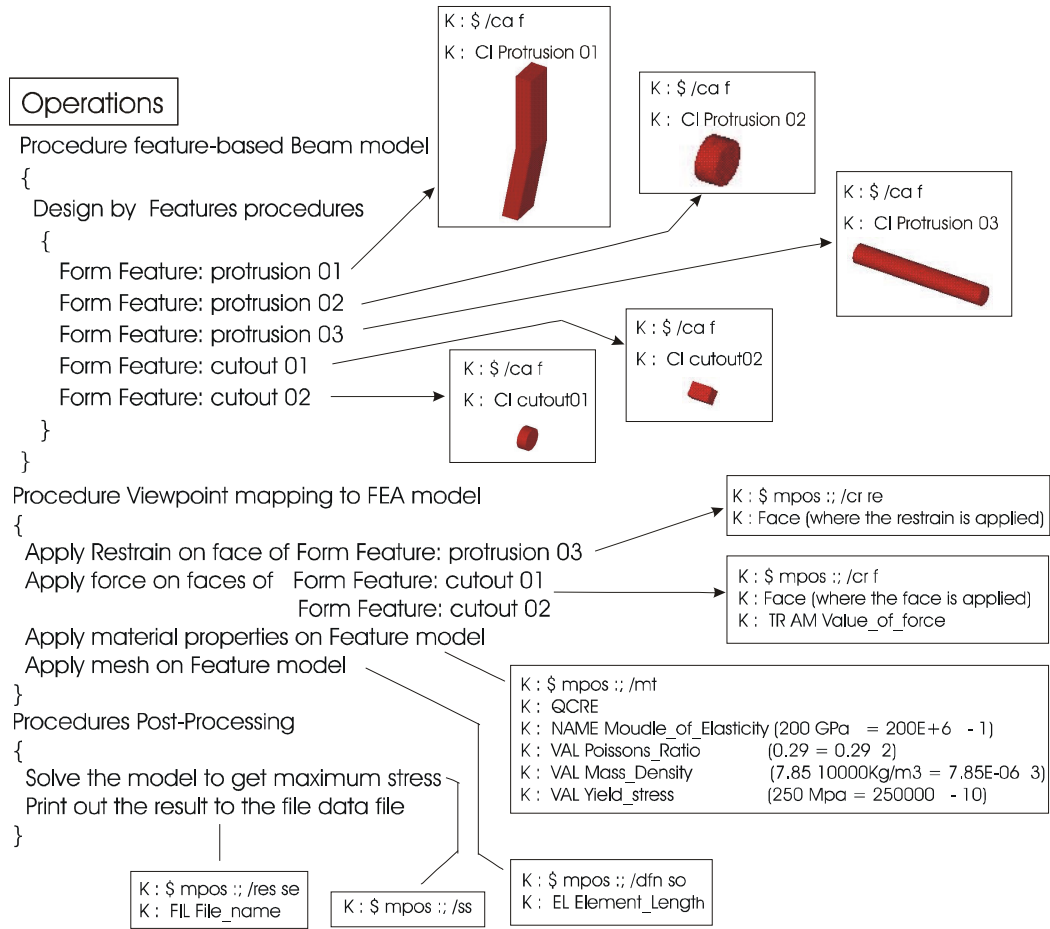 K : $ /ca f
K : Cl Protrusion 01
K : $ /ca f
K : Cl Protrusion 02
K : $ /ca f
K : Cl Protrusion 03
K : $ /ca f
K : Cl cutout02
K : $ /ca f
K : Cl cutout01
Operations
Procedure feature-based Beam model
{
Design by Features procedures
{
Form Feature: protrusion 01
Form Feature: protrusion 02
Form Feature: protrusion 03
Form Feature: cutout 01
Form Feature: cutout 02
}
}
Procedure Viewpoint mapping to FEA model
{
Apply Restrain on face of Form Feature: protrusion 03
Apply force on faces of Form Feature: cutout 01
Form Feature: cutout 02
Apply material properties on Feature model
Apply mesh on Feature model
}
Procedures Post-Processing
{
Solve the model to get maximum stress
Print out the result to the file data file
}
K : $ mpos :; /cr re
K : Face (where the restrain is applied)
K : $ mpos :; /cr f
K : Face (where the face is applied)
K : TR AM Value_of_force
K : $ mpos :; /mt
K : QCRE
K : NAME Moudle_of_Elasticity (200 GPa = 200E+6 - 1)
K : VAL Poissons_Ratio (0.29 = 0.29 2)
K : VAL Mass_Density (7.85 10000Kg/m3 = 7.85E-06 3)
K : VAL Yield_stress (250 Mpa = 250000 - 10)
K : $ mpos :; /res se
K : FIL File_name
K : $ mpos :; /ss
K : $ mpos :; /dfn so
K : EL Element_Length